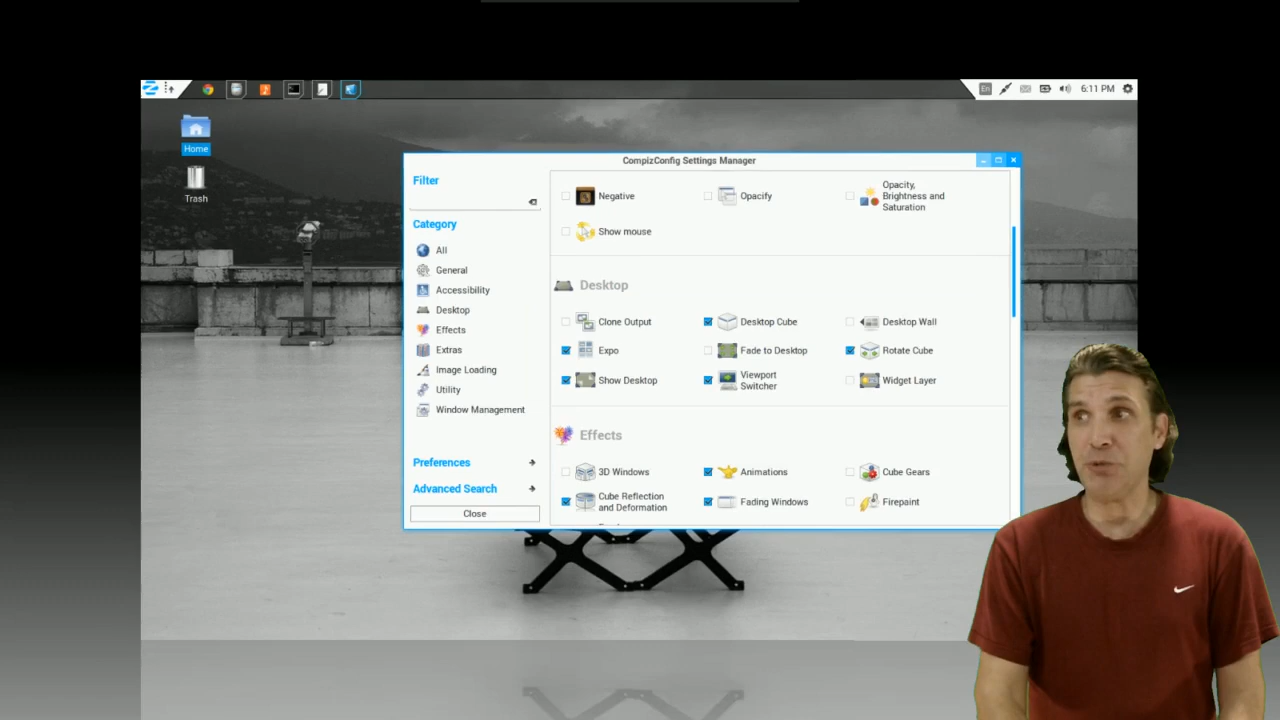 En
6:11 PM
Home
Trash
CompizConfig Settings Manager
Filter
Category
All
General
Accessibility
Desktop
Effects
Extras
Image Loading
Utility
Window Management
Preferences
Advanced Search
Close
Negative
Opacify
Opacity,
Brightness and
Saturation
Show mouse
Desktop
Clone Output
Desktop Cube
Desktop Wall
Expo
Fade to Desktop
Rotate Cube
Show Desktop
Viewport
Switcher
Widget Layer
Effects
3D Windows
Animations
Cube Gears
Cube Reflection
and Deformation
Fading Windows
Firepaint